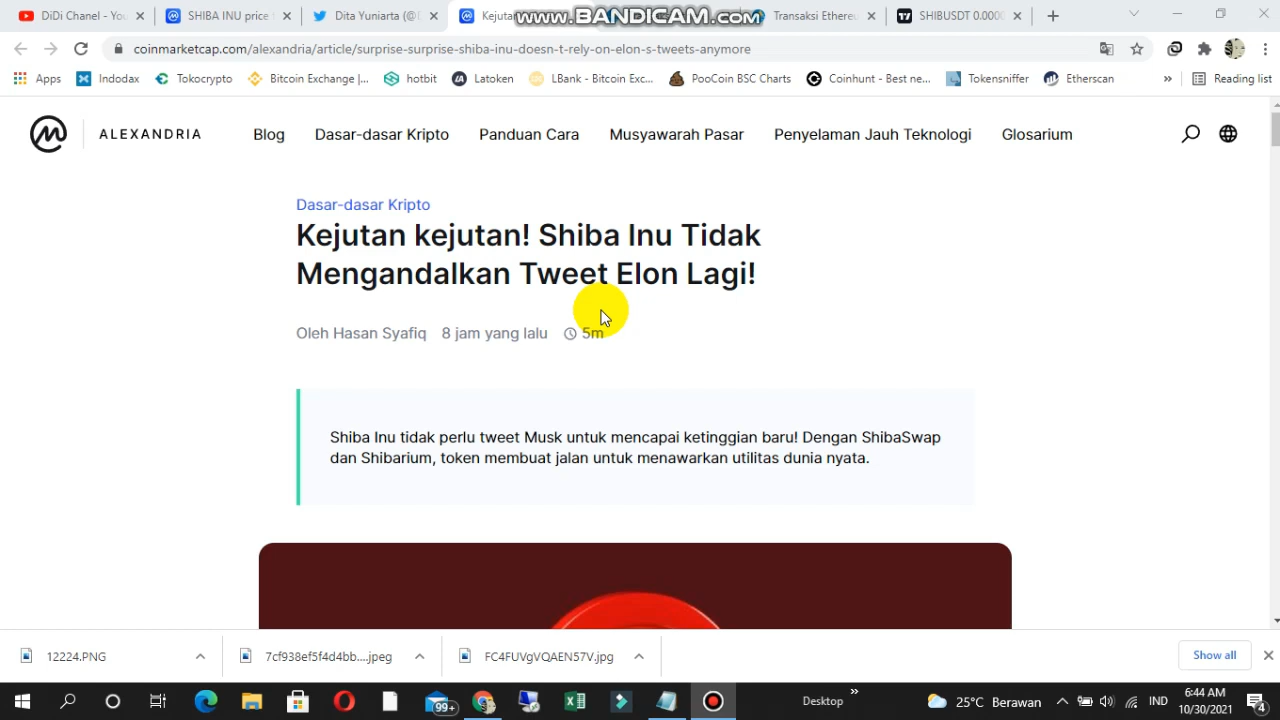 DiDi Chanel - You
SHIBA INU price
Dita Yuniarta (@
Kejuta
www.BANDICAM.com
Transaksi Ethere
SHIBUSDT 0.0000
coinmarketcap.com/alexandria/article/surprise-surprise-shiba-inu-doesn-t-rely-on-elon-s-tweets-anymore
Apps Indodax Tokocrypto Bitcoin Exchange |... hotbit Latoken LBank - Bitcoin Exc... PooCoin BSC Charts Coinhunt - Best ne... Tokensniffer Etherscan » Reading list
ALEXANDRIA Blog Dasar-dasar Kripto Panduan Cara Musyawarah Pasar Penyelaman Jauh Teknologi Glosarium
Dasar-dasar Kripto
Kejutan kejutan! Shiba Inu Tidak
Mengandalkan Tweet Elon Lagi!
Oleh Hasan Syafiq 8 jam yang lalu 5m
Shiba Inu tidak perlu tweet Musk untuk mencapai ketinggian baru! Dengan ShibaSwap
dan Shibarium, token membuat jalan untuk menawarkan utilitas dunia nyata.
12224.PNG 7cf938ef5f4d4bb....jpeg FC4FUVgVQAEN57V.jpg Show all
99+ Desktop » 25°C Berawan IND 6:44 AM
10/30/2021 4